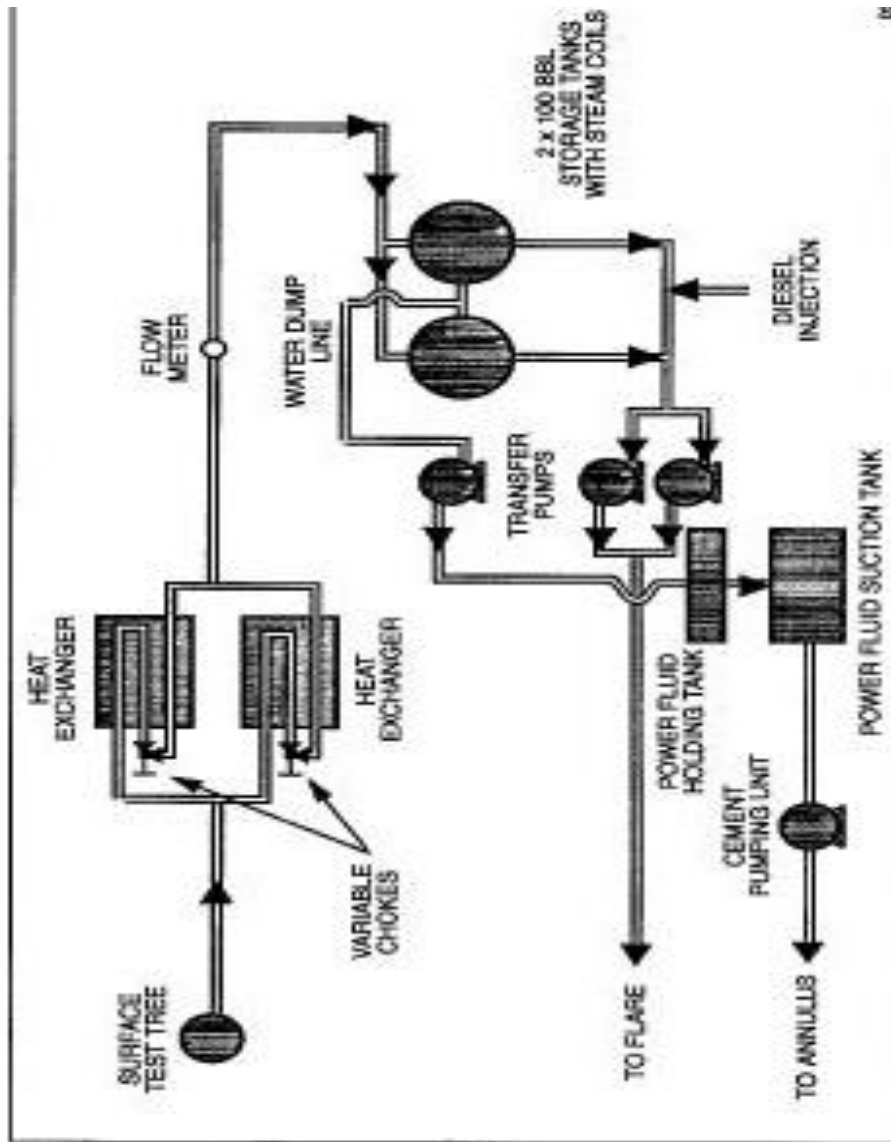 SURFACE
TEST TREE
VARIABLE
CHOKES
HEAT
EXCHANGER
HEAT
EXCHANGER
FLOW
METER
WATER DUMP
LINE
2 x 100 BBL
STORAGE TANKS
WITH STEAM COILS
TRANSFER
PUMPS
DIESEL
INJECTION
TO FLARE
POWER FLUID
HOLDING TANK
CEMENT
PUMPING UNIT
POWER FLUID SUCTION TANK
TO ANNULUS